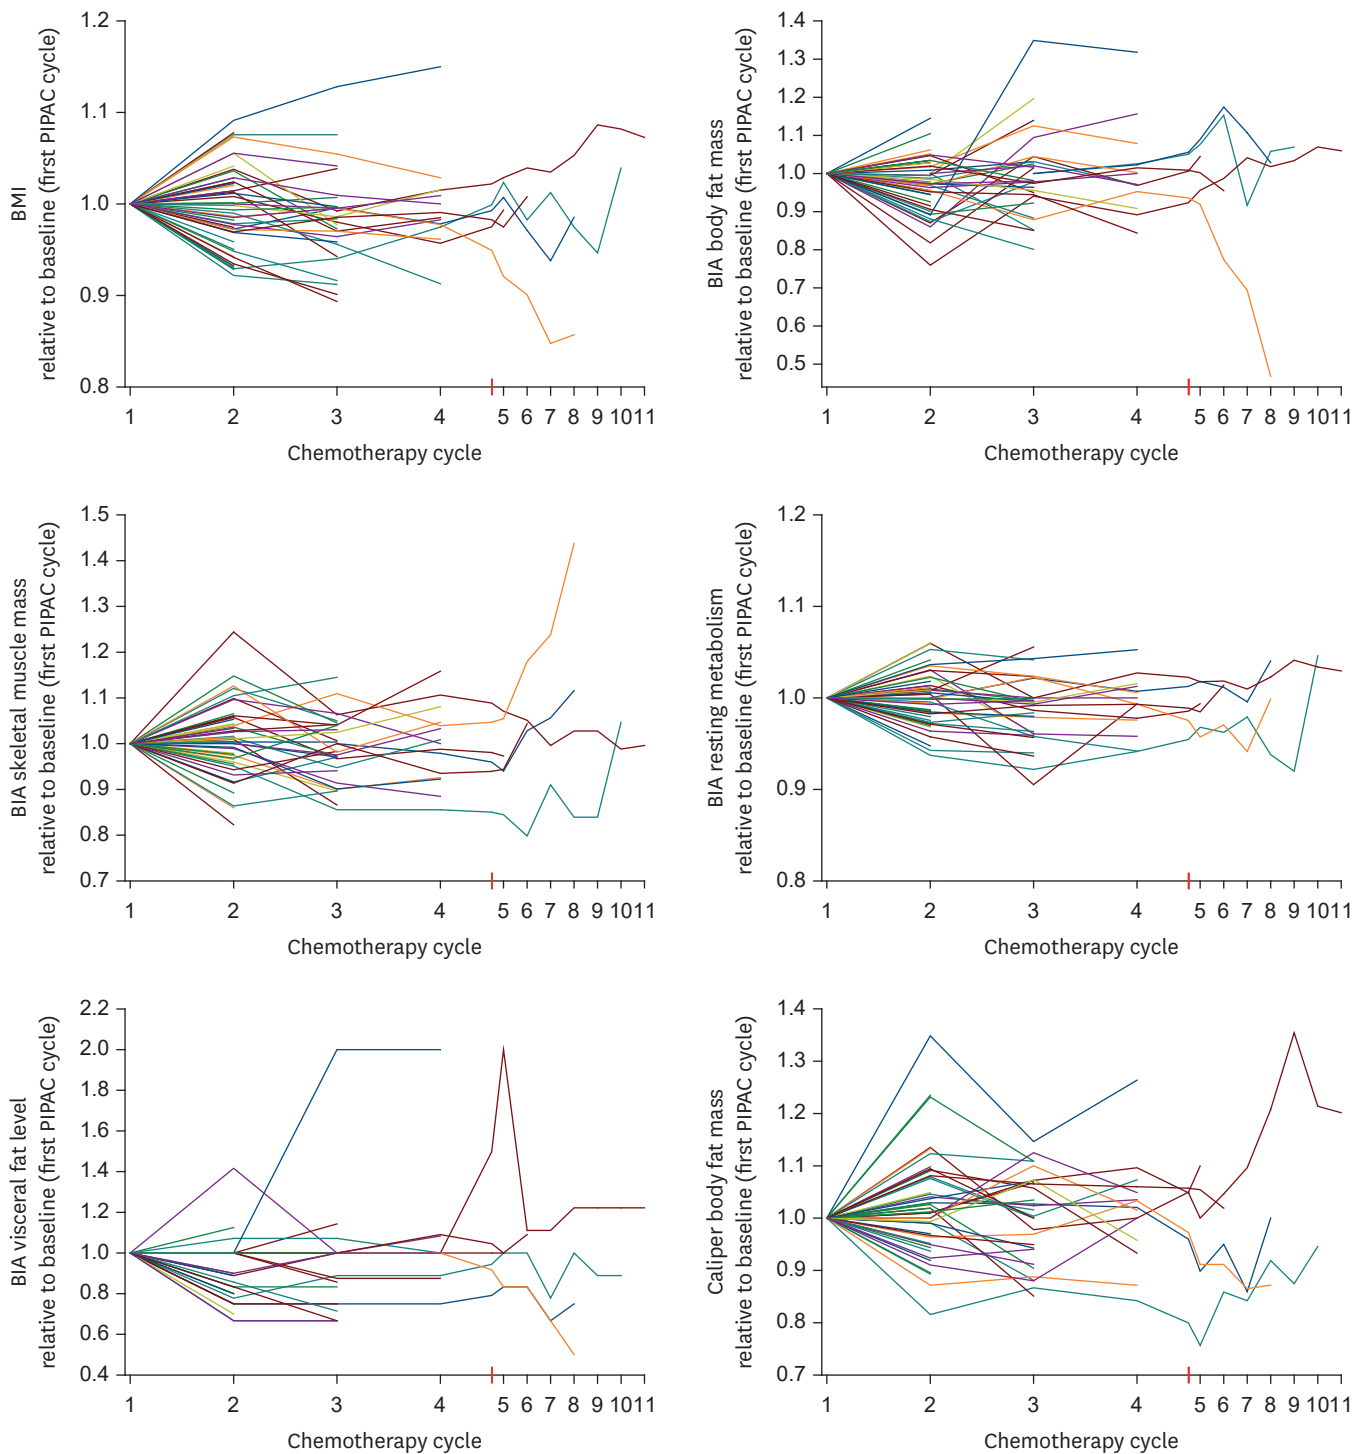 BMI
relative to baseline (first PIPAC cycle)
1.2
1.1
1.0
0.9
0.8
1 2 3 4 5 6 7 8 9 10 11
Chemotherapy cycle
BIA body fat mass
relative to baseline (first PIPAC cycle)
1.4
1.3
1.2
1.1
1.0
0.9
0.8
0.7
0.6
0.5
1 2 3 4 5 6 7 8 9 10 11
Chemotherapy cycle
BIA skeletal muscle mass
relative to baseline (first PIPAC cycle)
1.5
1.4
1.3
1.2
1.1
1.0
0.9
0.8
0.7
1 2 3 4 5 6 7 8 9 10 11
Chemotherapy cycle
BIA resting metabolism
relative to baseline (first PIPAC cycle)
1.2
1.1
1.0
0.9
0.8
1 2 3 4 5 6 7 8 9 10 11
Chemotherapy cycle
BIA visceral fat level
relative to baseline (first PIPAC cycle)
2.2
2.0
1.8
1.6
1.4
1.2
1.0
0.8
0.6
0.4
1 2 3 4 5 6 7 8 9 10 11
Chemotherapy cycle
Caliper body fat mass
relative to baseline (first PIPAC cycle)
1.4
1.3
1.2
1.1
1.0
0.9
0.8
0.7
1 2 3 4 5 6 7 8 9 10 11
Chemotherapy cycle